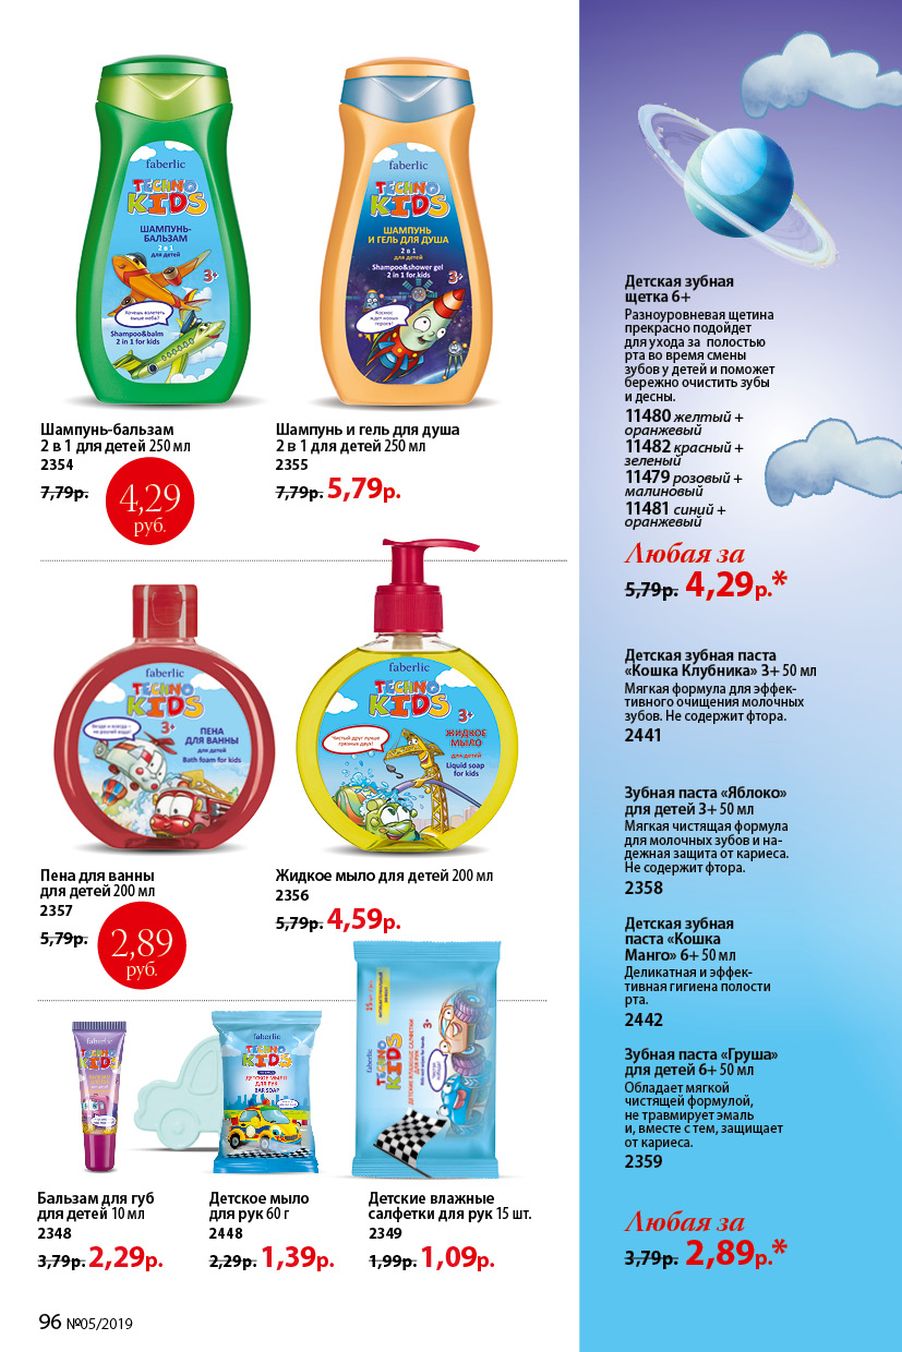 faberlic
TECHNO
KIDS
ШАМПУНЬ-
БАЛЬЗАМ
2 в 1
для детей
3+
Хочешь взлететь
выше неба?
Shampoo&balm
2 in 1 for kids
faberlic
TECHNO
KIDS
ШАМПУНЬ
И ГЕЛЬ ДЛЯ ДУША
2 в 1
для детей
Shampoo&shower gel
2 in 1 for kids
3+
Космос
ждет новых
героев!
Шампунь-бальзам
2 в 1 для детей 250 мл
2354
7,79р.
4,29
руб.
Шампунь и гель для душа
2 в 1 для детей 250 мл
2355
7,79р. 5,79р.
faberlic
TECHNO
KIDS
3+
ПЕНА
ДЛЯ ВАННЫ
для детей
Bath foam for kids
faberlic
TECHNO
KIDS
3+
ЖИДКОЕ
МЫЛО
для детей
Liquid soap
for kids
Чистый друг лучше
грязных двух!
Пена для ванны
для детей 200 мл
2357
5,79р.
2,89
руб.
Жидкое мыло для детей 200 мл
2356
5,79р. 4,59р.
faberlic
faberlic
TECHNO
KIDS
ДЕТСКОЕ МЫЛО
ДЛЯ РУК
BAR SOAP
faberlic
TECHNO
KIDS
3+
ДЕТСКИЕ ВЛАЖНЫЕ САЛФЕТКИ
ДЛЯ РУК
Бальзам для губ
для детей 10 мл
2348
3,79р. 2,29р.
Детское мыло
для рук 60 г
2448
2,29р. 1,39р.
Детские влажные
салфетки для рук 15 шт.
2349
1,99р. 1,09р.
96 №05/2019
Детская зубная
щетка 6+
Разноуровневая щетина
прекрасно подойдет
для ухода за полостью
рта во время смены
зубов у детей и поможет
бережно очистить зубы
и десны.
11480 желтый +
оранжевый
11482 красный +
зеленый
11479 розовый +
малиновый
11481 синий +
оранжевый
Любая за
5,79р. 4,29р.*
Детская зубная паста
«Кошка Клубника» 3+ 50 мл
Мягкая формула для эффек-
тивного очищения молочных
зубов. Не содержит фтора.
2441
Зубная паста «Яблоко»
для детей 3+ 50 мл
Мягкая чистящая формула
для молочных зубов и на-
дежная защита от кариеса.
Не содержит фтора.
2358
Детская зубная
паста «Кошка
Манго» 6+ 50 мл
Деликатная и эффек-
тивная гигиена полости
рта.
2442
Зубная паста «Груша»
для детей 6+ 50 мл
Обладает мягкой
чистящей формулой,
не травмирует эмаль
и, вместе с тем, защищает
от кариеса.
2359
Любая за
3,79р. 2,89р.*